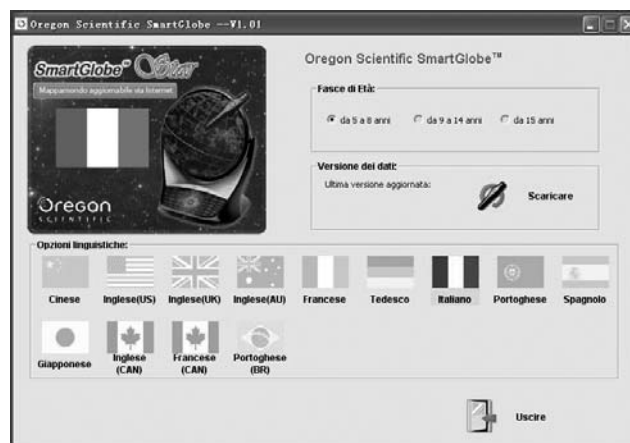 Oregon Scientific SmartGlobe --V1.01
SmartGlobe™ Star
Mappamondo aggiornabile via Internet
Oregon
SCIENTIFIC
Oregon Scientific SmartGlobe™
Fasce di Età:
da 5 a 8 anni da 9 a 14 anni da 15 anni
Versione dei dati:
Ultima versione aggiornata: Scaricare
Opzioni linguistiche:
Cinese Inglese(US) Inglese(UK) Inglese(AU) Francese Tedesco Italiano Portoghese Spagnolo
Giapponese Inglese (CAN) Francese (CAN) Portoghese (BR)
Uscire